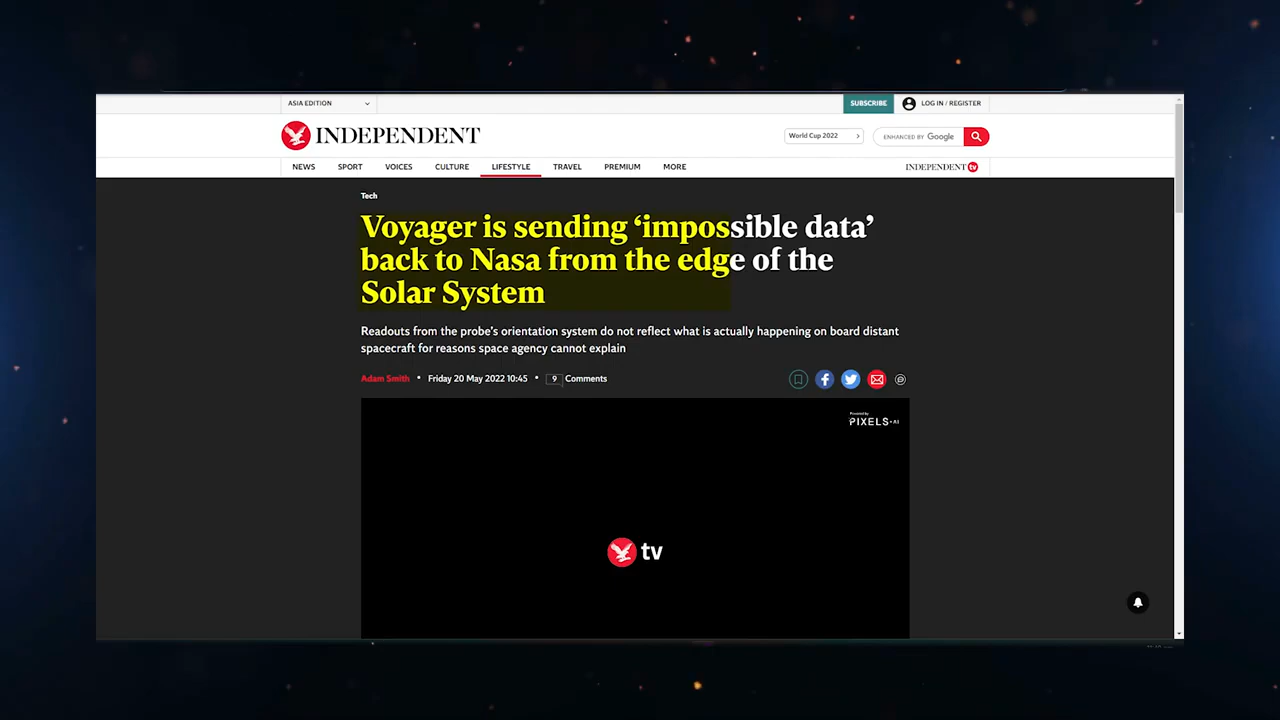 ASIA EDITION
SUBSCRIBE
LOG IN / REGISTER
INDEPENDENT
World Cup 2022
ENHANCED BY Google
NEWS SPORT VOICES CULTURE LIFESTYLE TRAVEL PREMIUM MORE INDEPENDENT tv
Tech
Voyager is sending ‘impossible data’
back to Nasa from the edge of the
Solar System
Readouts from the probe's orientation system do not reflect what is actually happening on board distant
spacecraft for reasons space agency cannot explain
Adam Smith • Friday 20 May 2022 10:45 • 9 Comments
Powered by
PIXELS.AI
tv